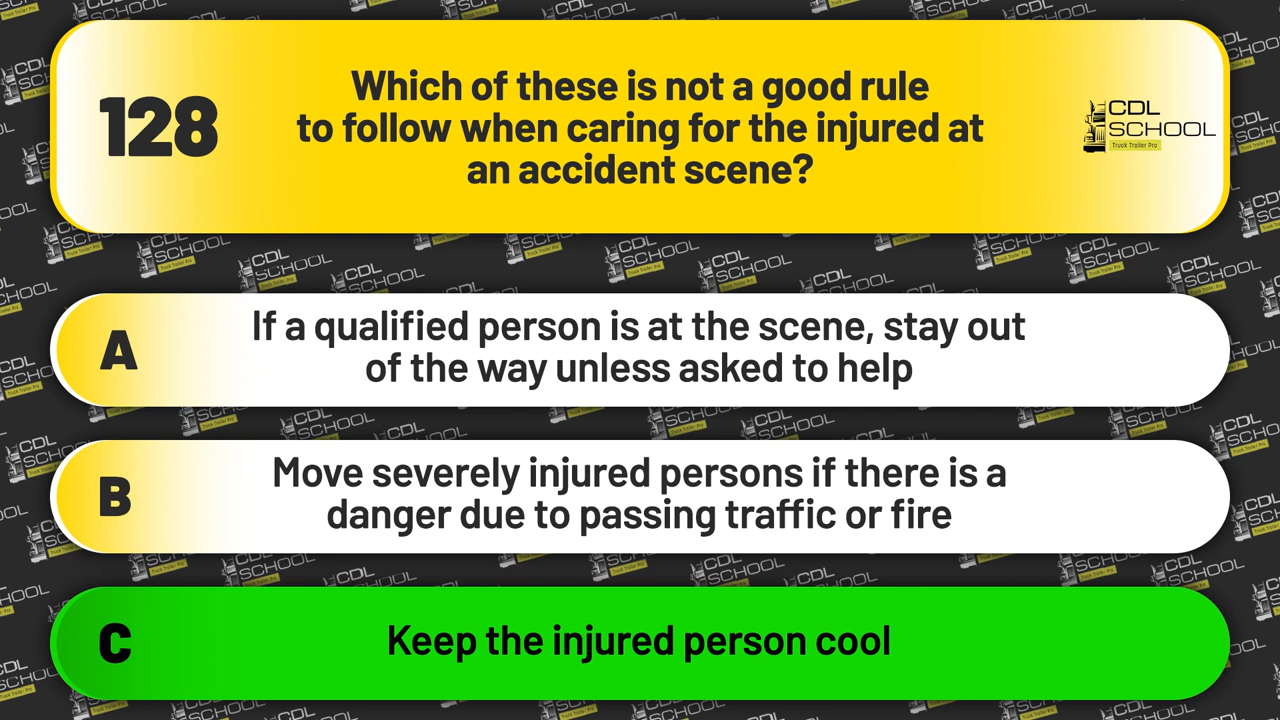 128
Which of these is not a good rule
to follow when caring for the injured at
an accident scene?
CDL
SCHOOL
Truck Trailer Pro
A
If a qualified person is at the scene, stay out
of the way unless asked to help
B
Move severely injured persons if there is a
danger due to passing traffic or fire
C
Keep the injured person cool